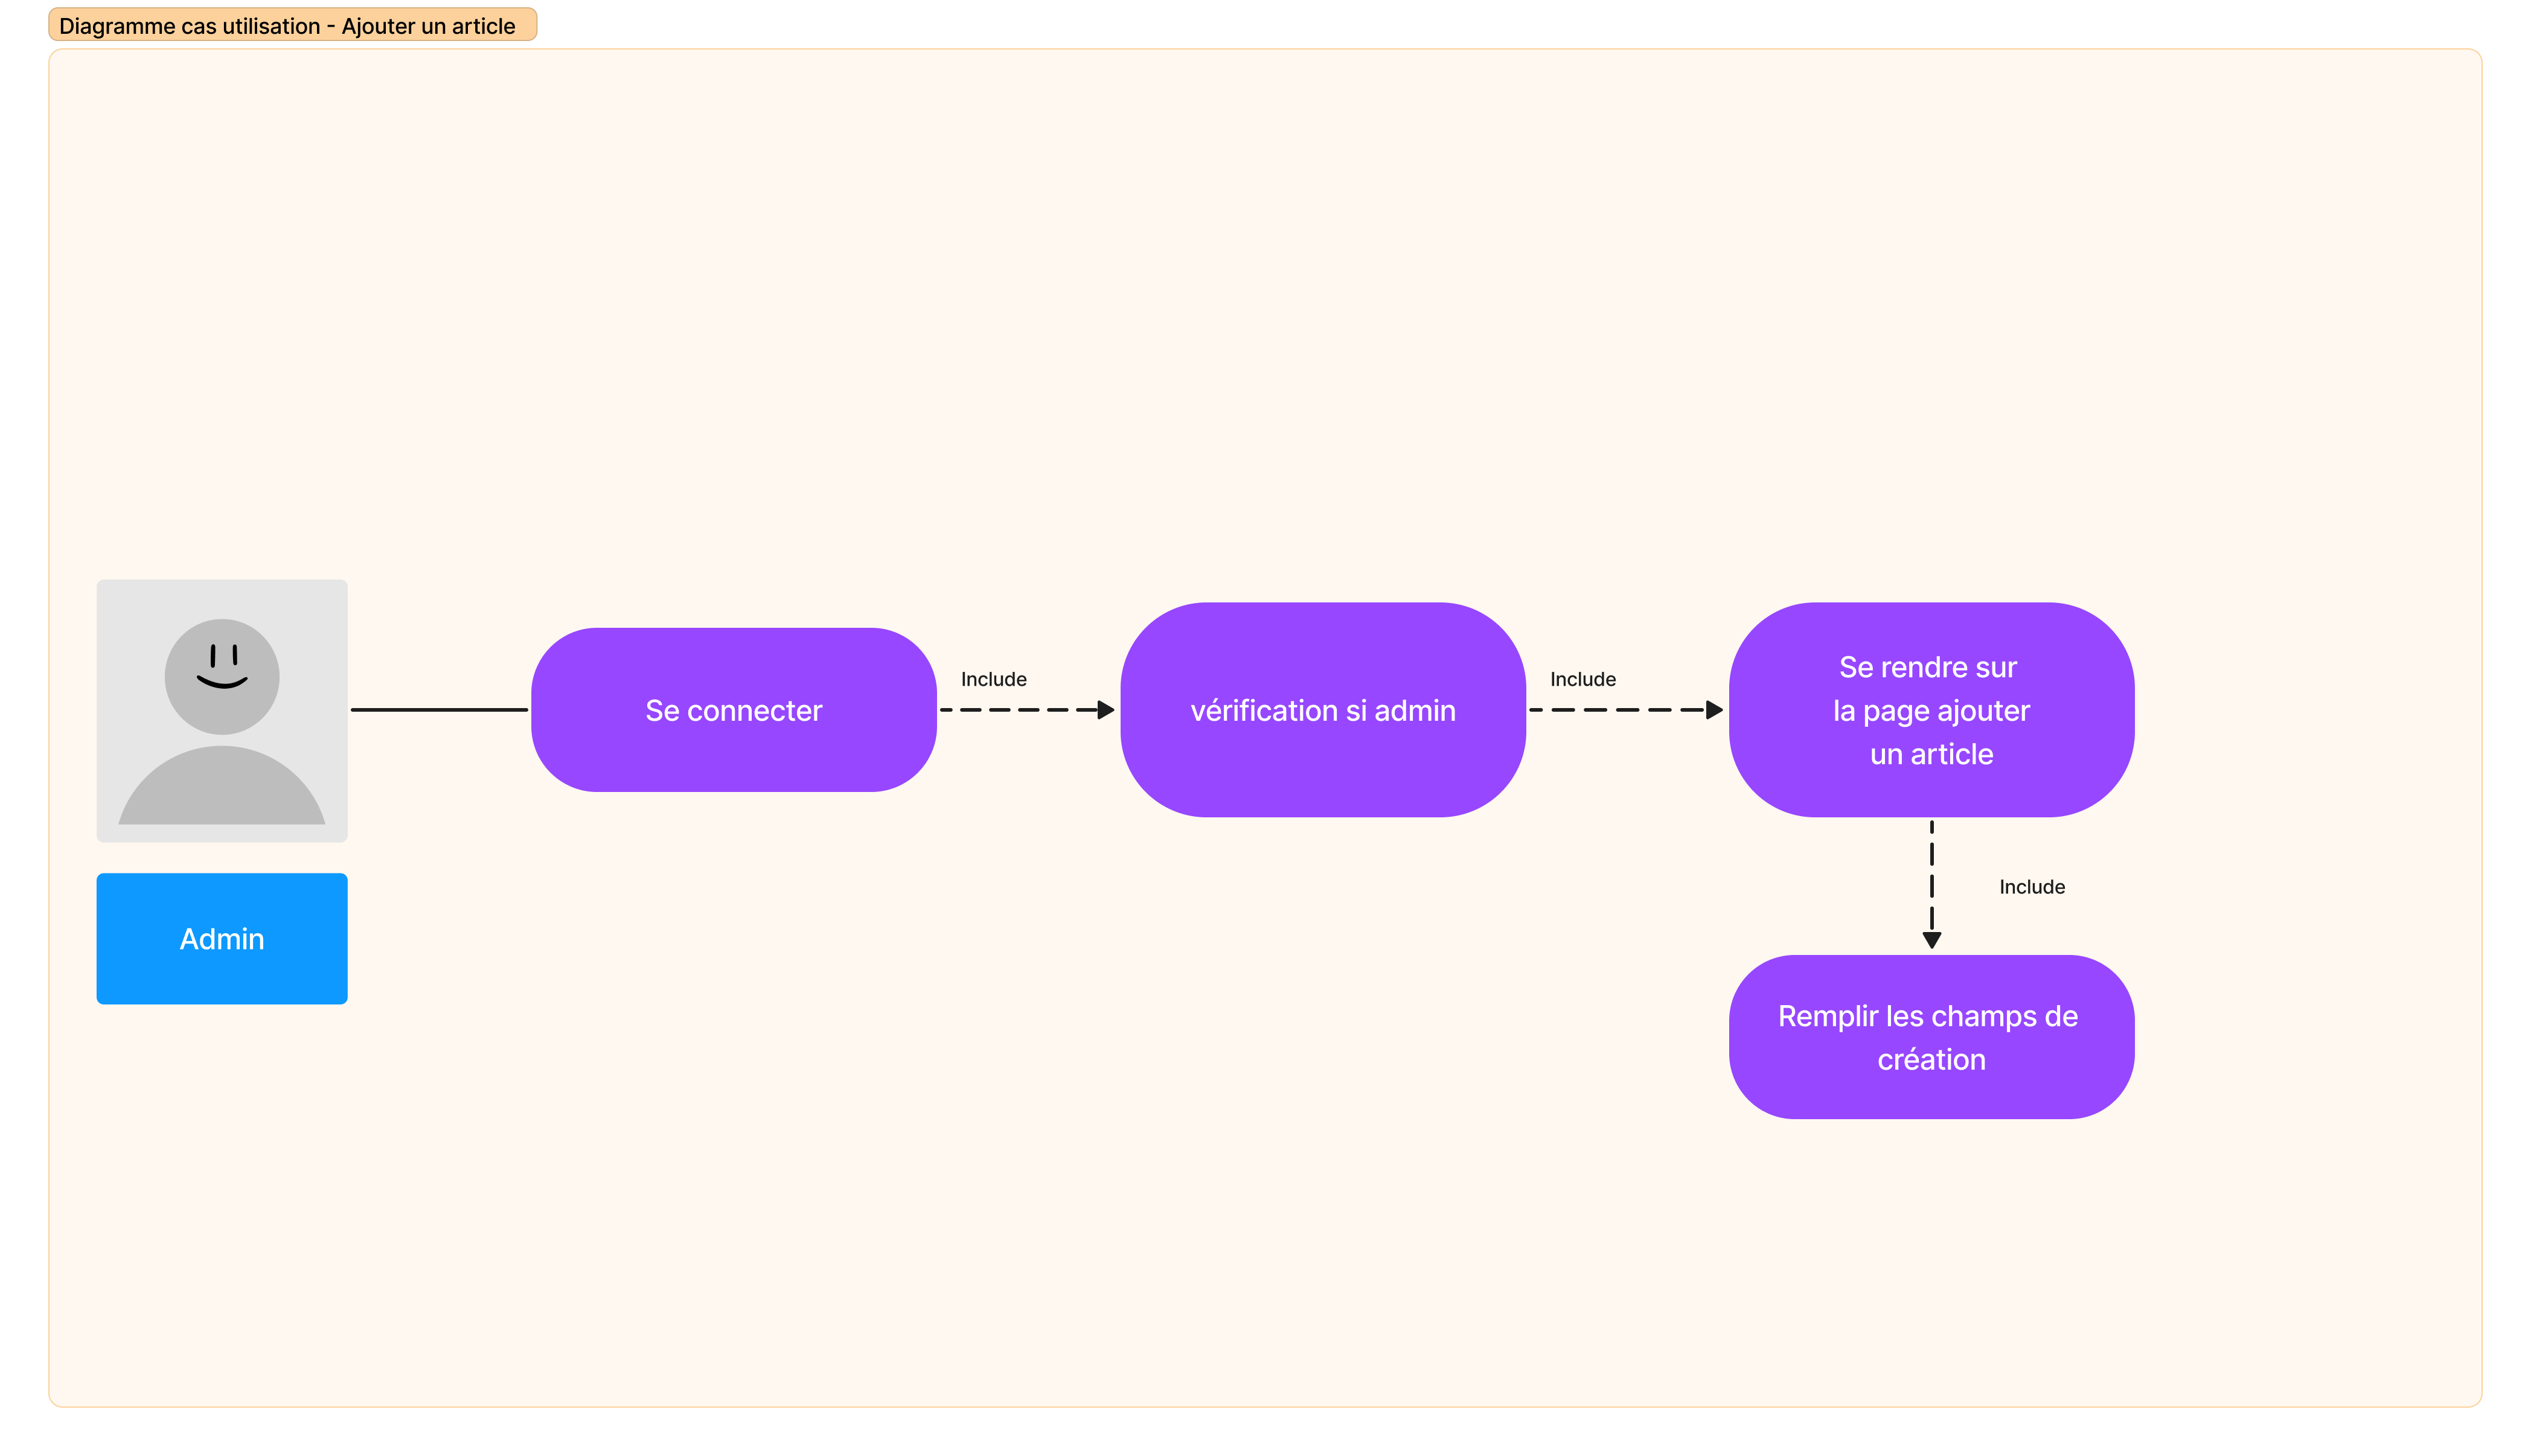 Diagramme cas utilisation - Ajouter un article
Se connecter
Include
vérification si admin
Include
Se rendre sur
la page ajouter
un article
Include
Admin
Remplir les champs de
création